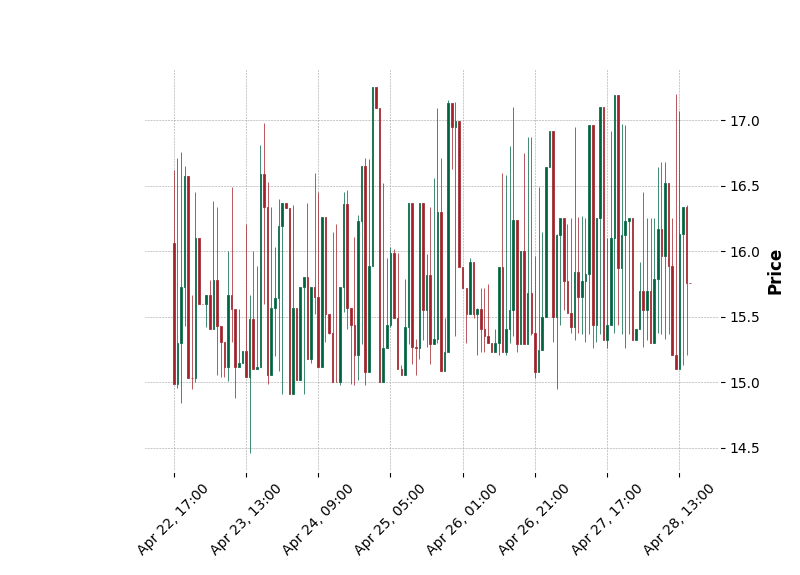 17.0
16.5
16.0
15.5
15.0
14.5
Price
Apr 22, 17:00
Apr 23, 13:00
Apr 24, 09:00
Apr 25, 05:00
Apr 26, 01:00
Apr 26, 21:00
Apr 27, 17:00
Apr 28, 13:00